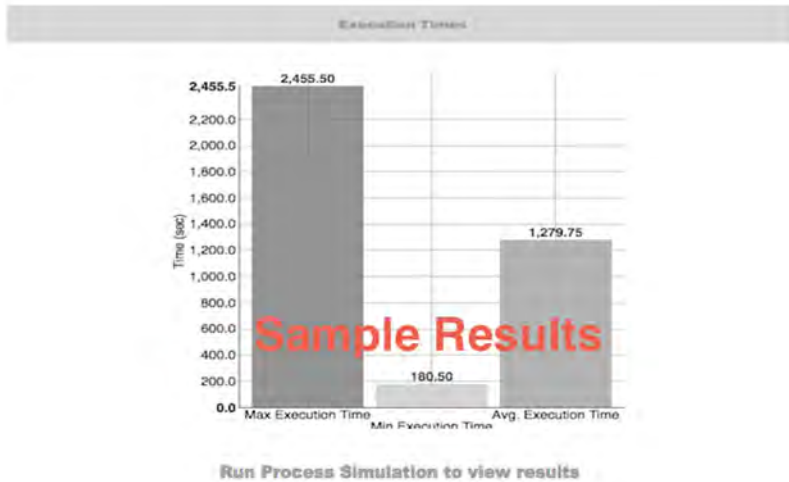 Execution Times
2,455.50
2,455.5
2,200.0
2,000.0
1,800.0
1,600.0
1,400.0
1,279.75
1,200.0
1,000.0
800.0
600.0
400.0
200.0
0.0
Time (sec)
Sample Results
180.50
Max Execution Time
Min Execution Time
Avg. Execution Time
Run Process Simulation to view results